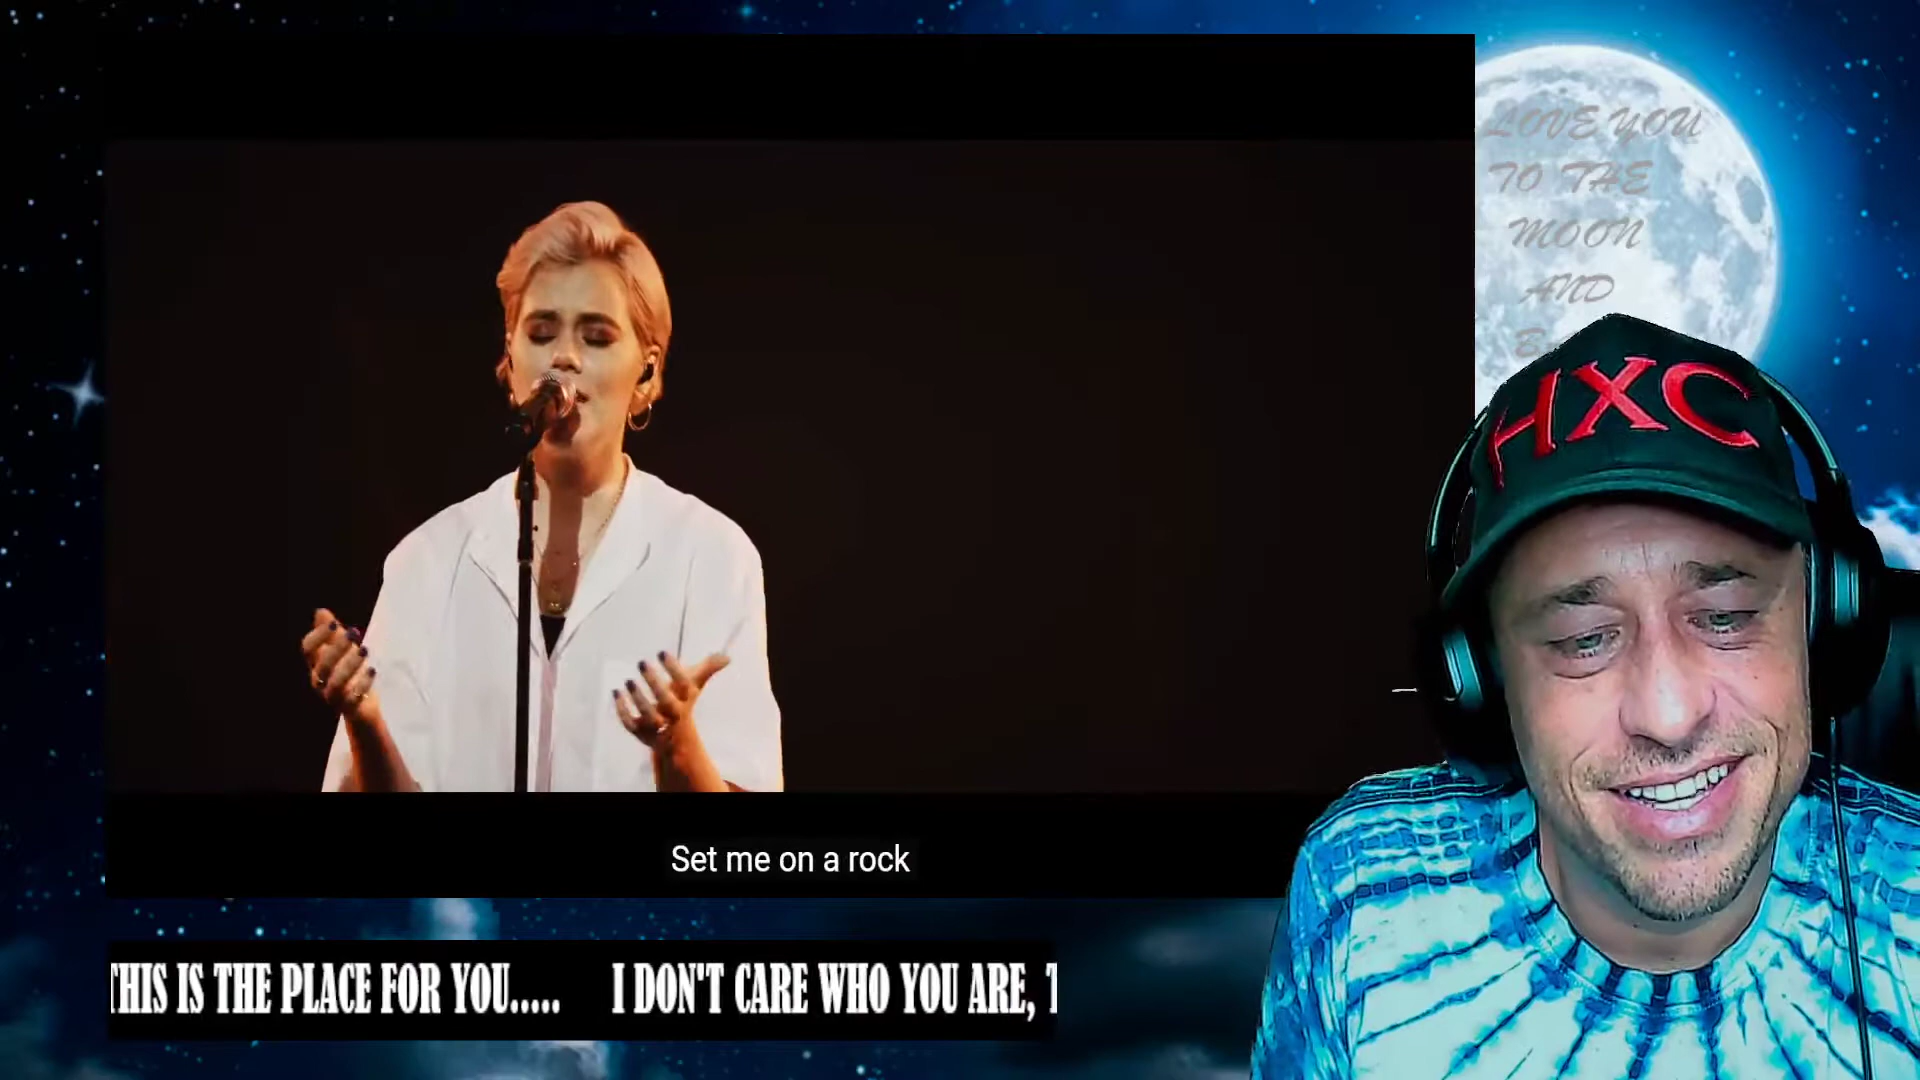 LOVE YOU
TO THE
MOON
AND
HXC
Set me on a rock
THIS IS THE PLACE FOR YOU..... I DON'T CARE WHO YOU ARE,